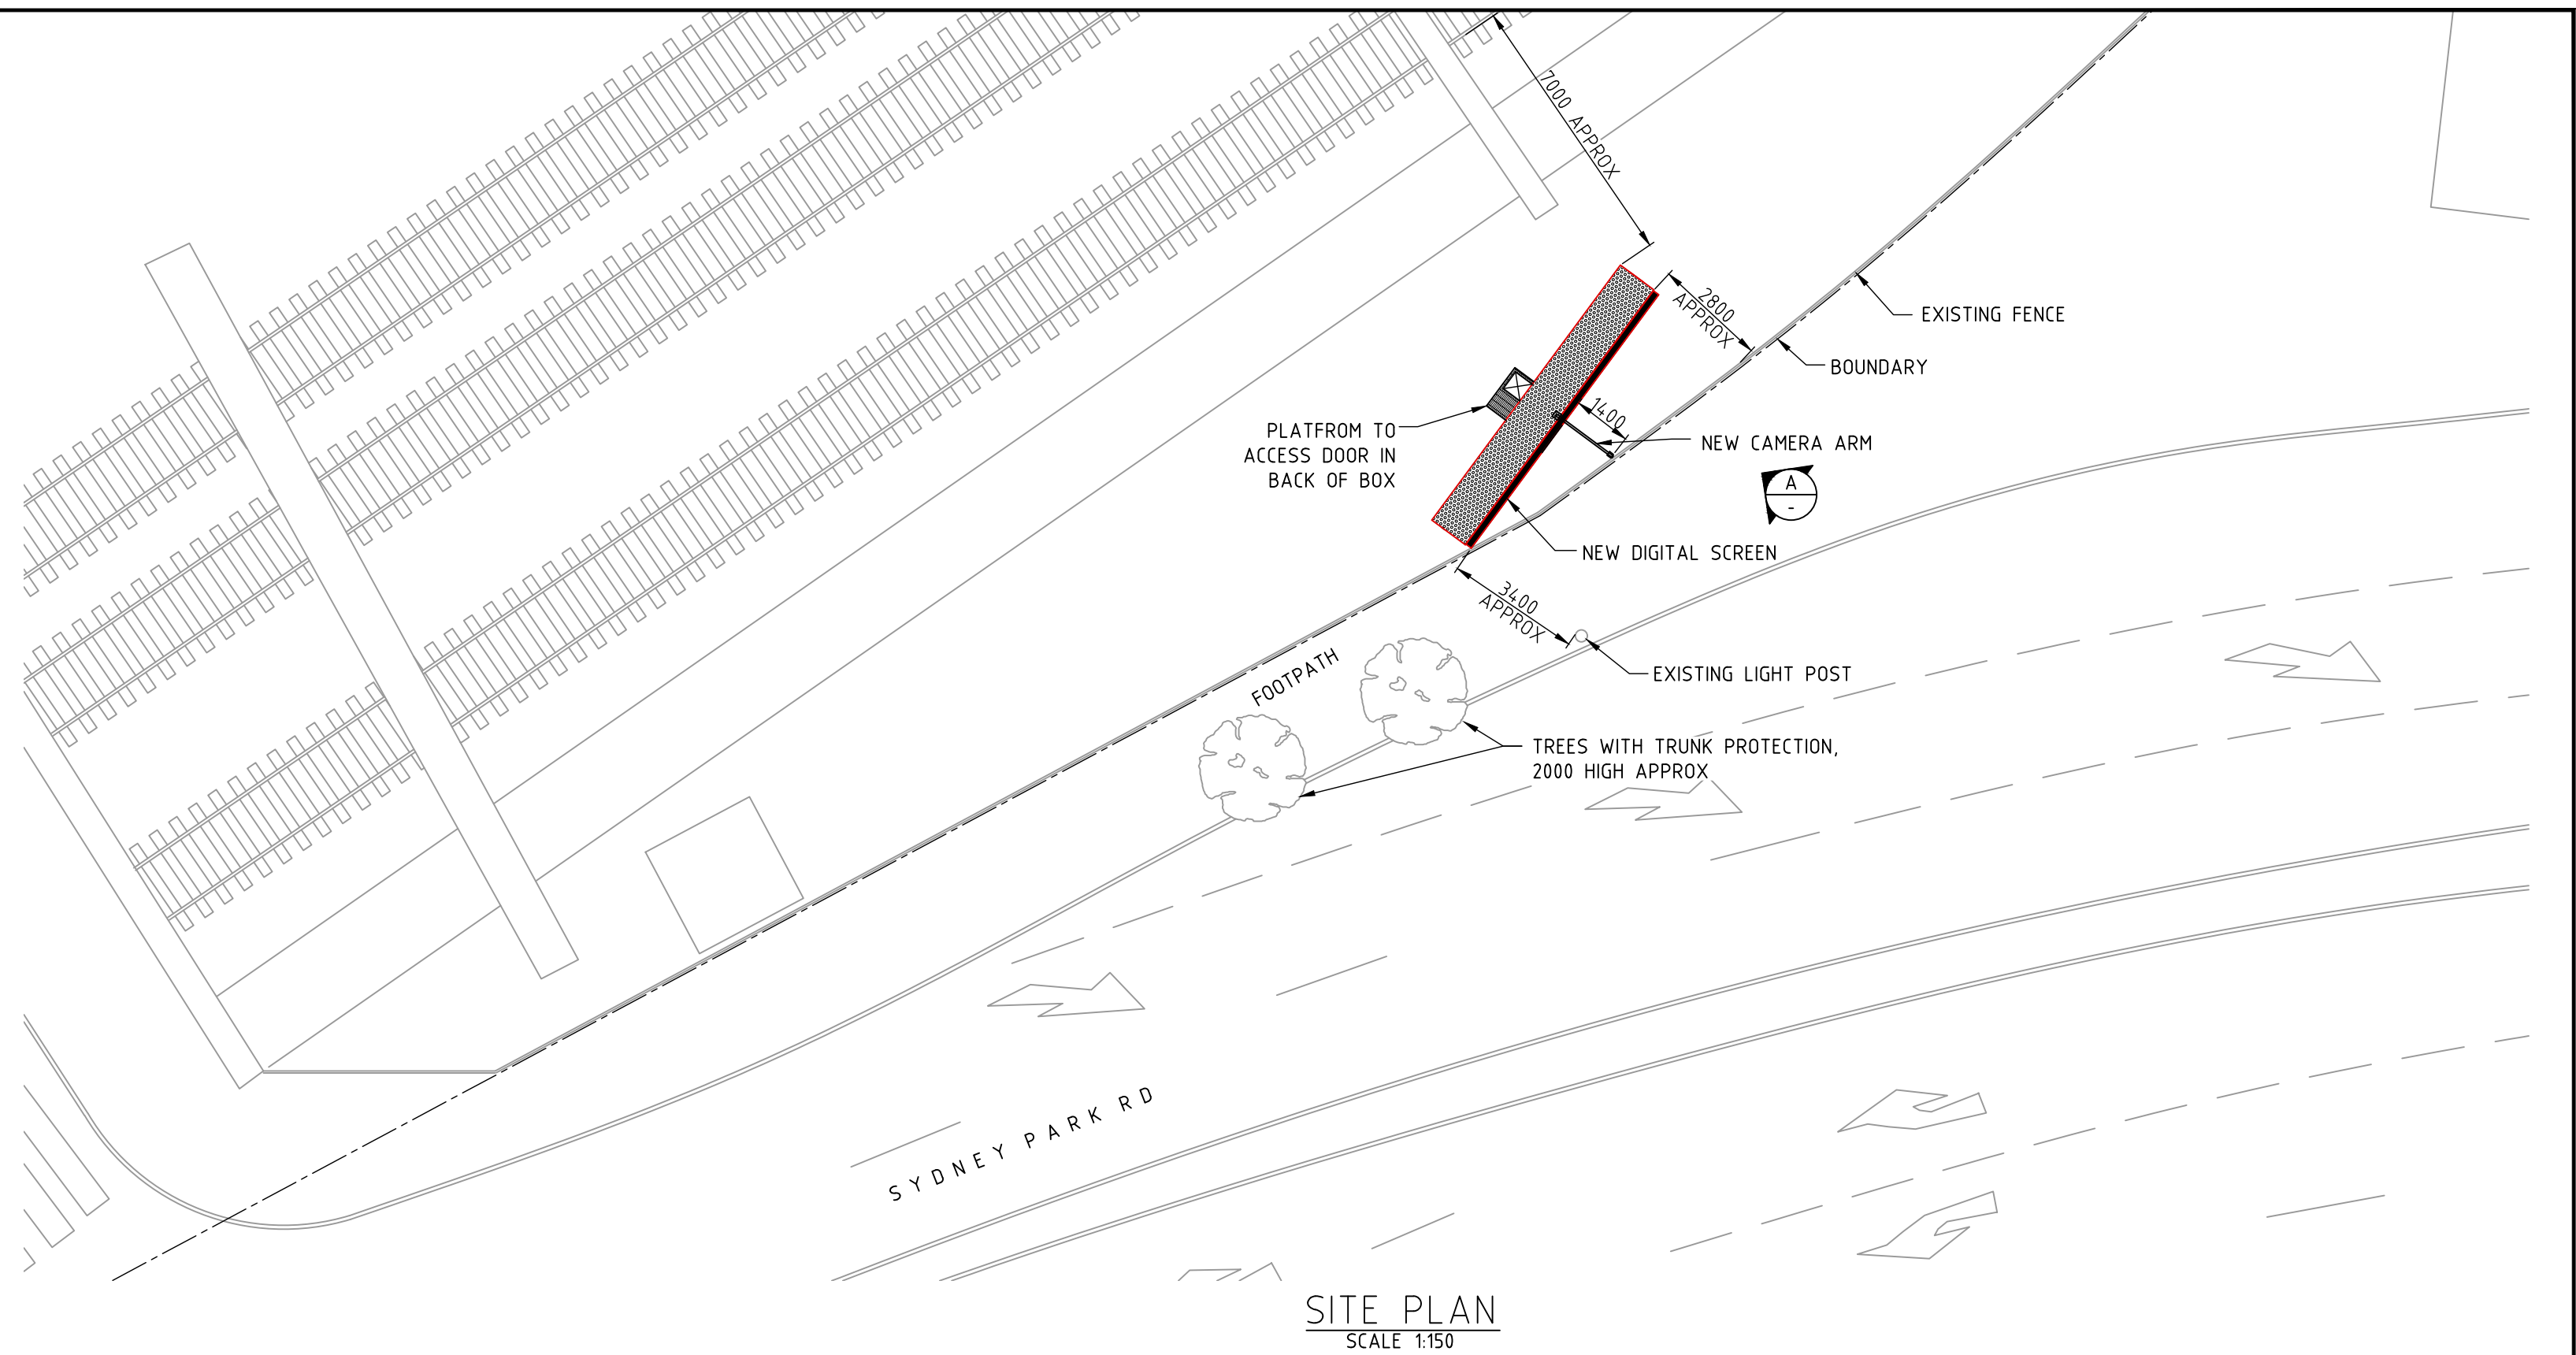 7000 APPROX
2800
APPROX
EXISTING FENCE
BOUNDARY
1400
PLATFROM TO
ACCESS DOOR IN
BACK OF BOX
NEW CAMERA ARM
A
-
NEW DIGITAL SCREEN
3400
APPROX
FOOTPATH
EXISTING LIGHT POST
TREES WITH TRUNK PROTECTION,
2000 HIGH APPROX
SYDNEY PARK RD
SITE PLAN
SCALE 1:150